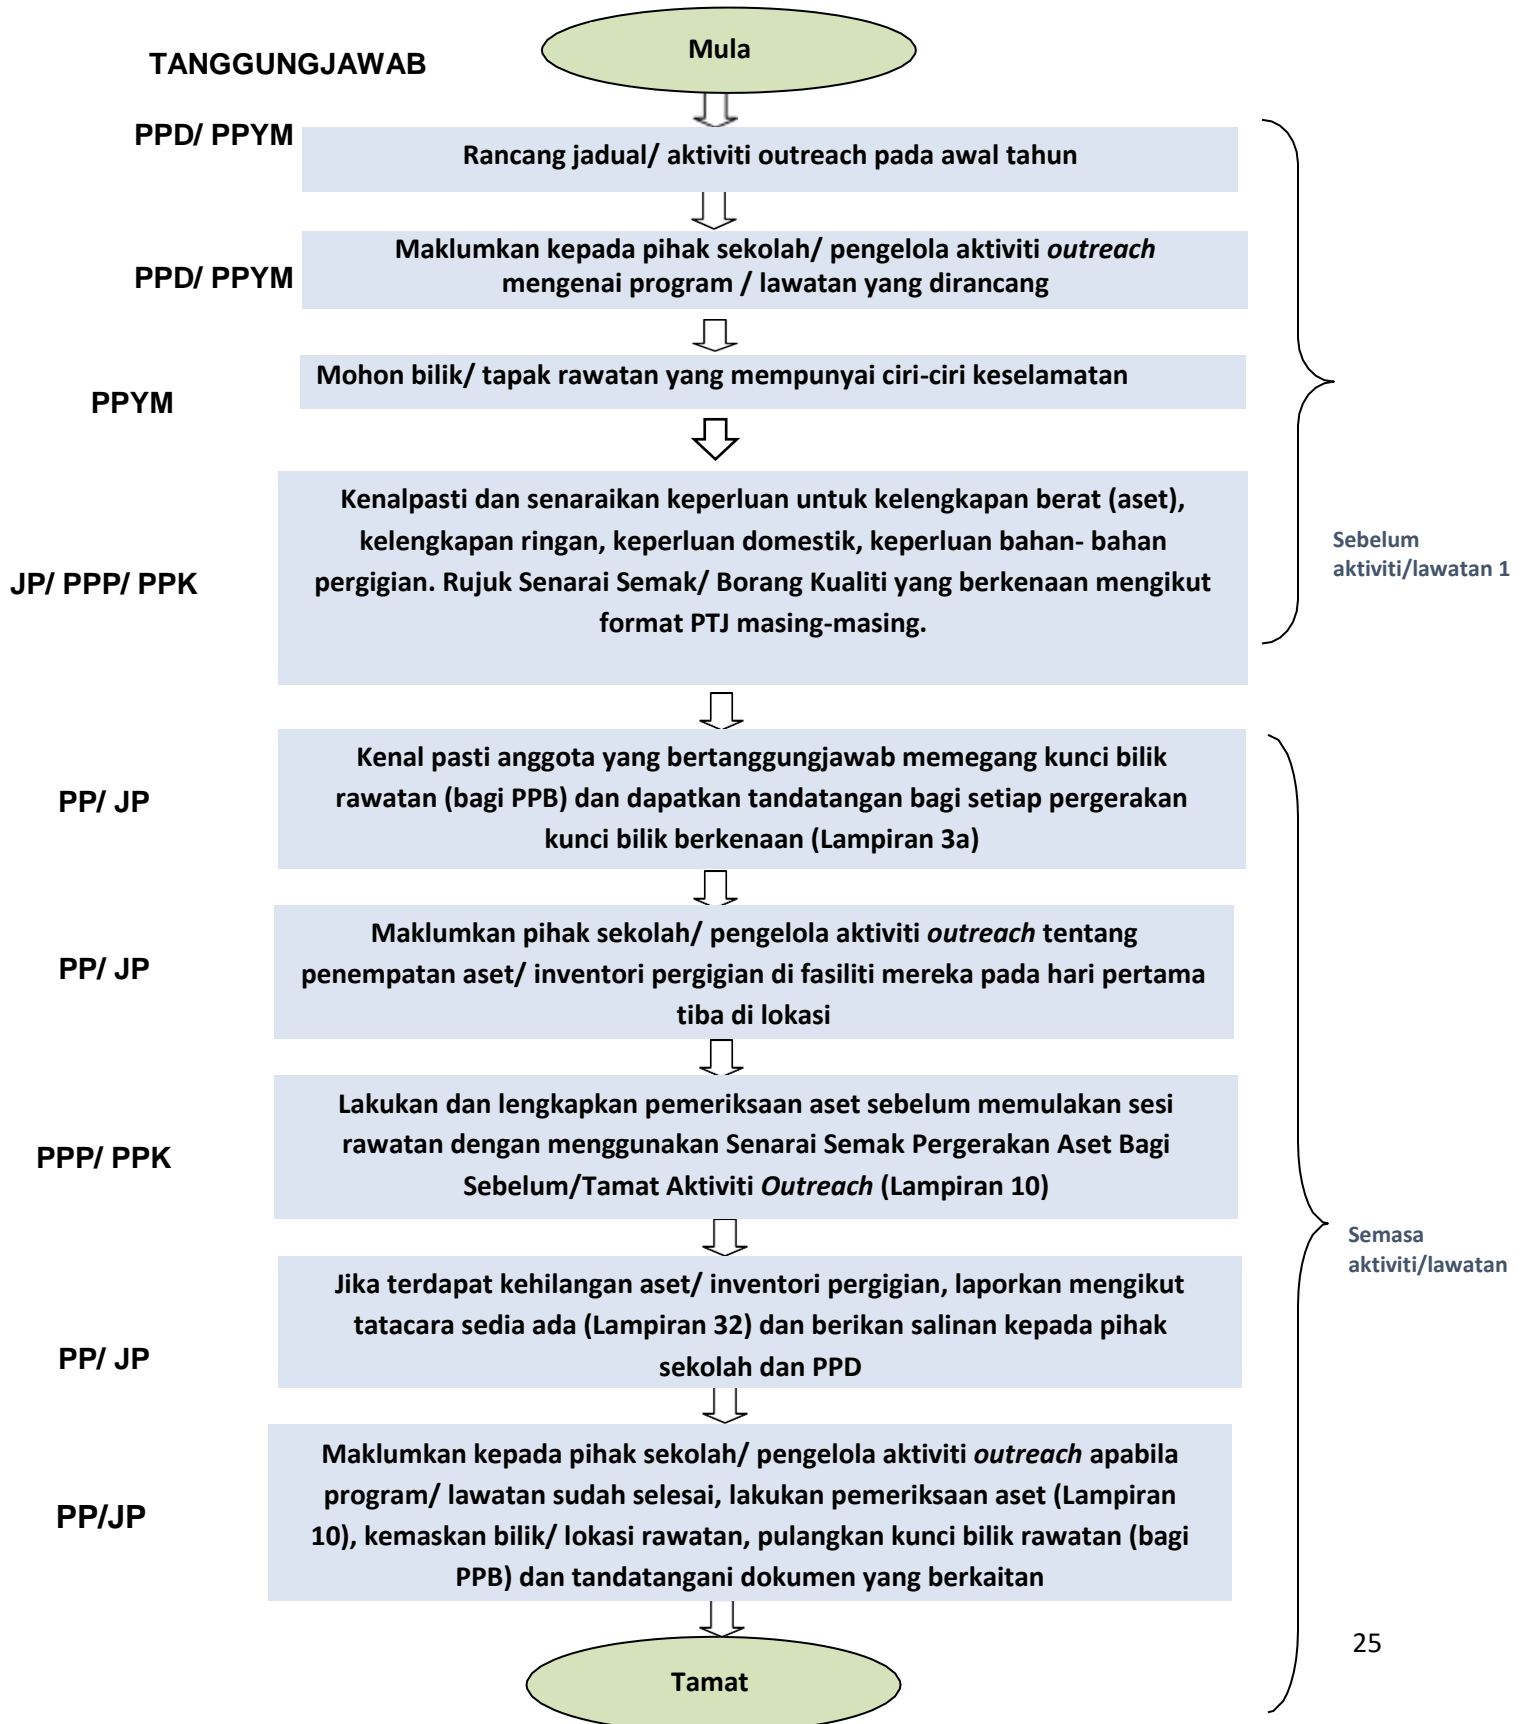 Mula
TANGGUNGJAWAB
PPD/ PPYM
Rancang jadual/ aktiviti outreach pada awal tahun
PPD/ PPYM
Maklumkan kepada pihak sekolah/ pengelola aktiviti outreach
mengenai program / lawatan yang dirancang
PPYM
Mohon bilik/ tapak rawatan yang mempunyai ciri-ciri keselamatan
JP/ PPP/ PPK
Kenalpasti dan senaraikan keperluan untuk kelengkapan berat (aset),
kelengkapan ringan, keperluan domestik, keperluan bahan- bahan
pergigian. Rujuk Senarai Semak/ Borang Kualiti yang berkenaan mengikut
format PTJ masing-masing.
Sebelum
aktiviti/lawatan 1
PP/ JP
Kenal pasti anggota yang bertanggungjawab memegang kunci bilik
rawatan (bagi PPB) dan dapatkan tandatangan bagi setiap pergerakan
kunci bilik berkenaan (Lampiran 3a)
PP/ JP
Maklumkan pihak sekolah/ pengelola aktiviti outreach tentang
penempatan aset/ inventori pergigian di fasiliti mereka pada hari pertama
tiba di lokasi
PPP/ PPK
Lakukan dan lengkapkan pemeriksaan aset sebelum memulakan sesi
rawatan dengan menggunakan Senarai Semak Pergerakan Aset Bagi
Sebelum/Tamat Aktiviti Outreach (Lampiran 10)
Semasa
aktiviti/lawatan
PP/ JP
Jika terdapat kehilangan aset/ inventori pergigian, laporkan mengikut
tatacara sedia ada (Lampiran 32) dan berikan salinan kepada pihak
sekolah dan PPD
PP/JP
Maklumkan kepada pihak sekolah/ pengelola aktiviti outreach apabila
program/ lawatan sudah selesai, lakukan pemeriksaan aset (Lampiran
10), kemaskan bilik/ lokasi rawatan, pulangkan kunci bilik rawatan (bagi
PPB) dan tandatangani dokumen yang berkaitan
25
Tamat